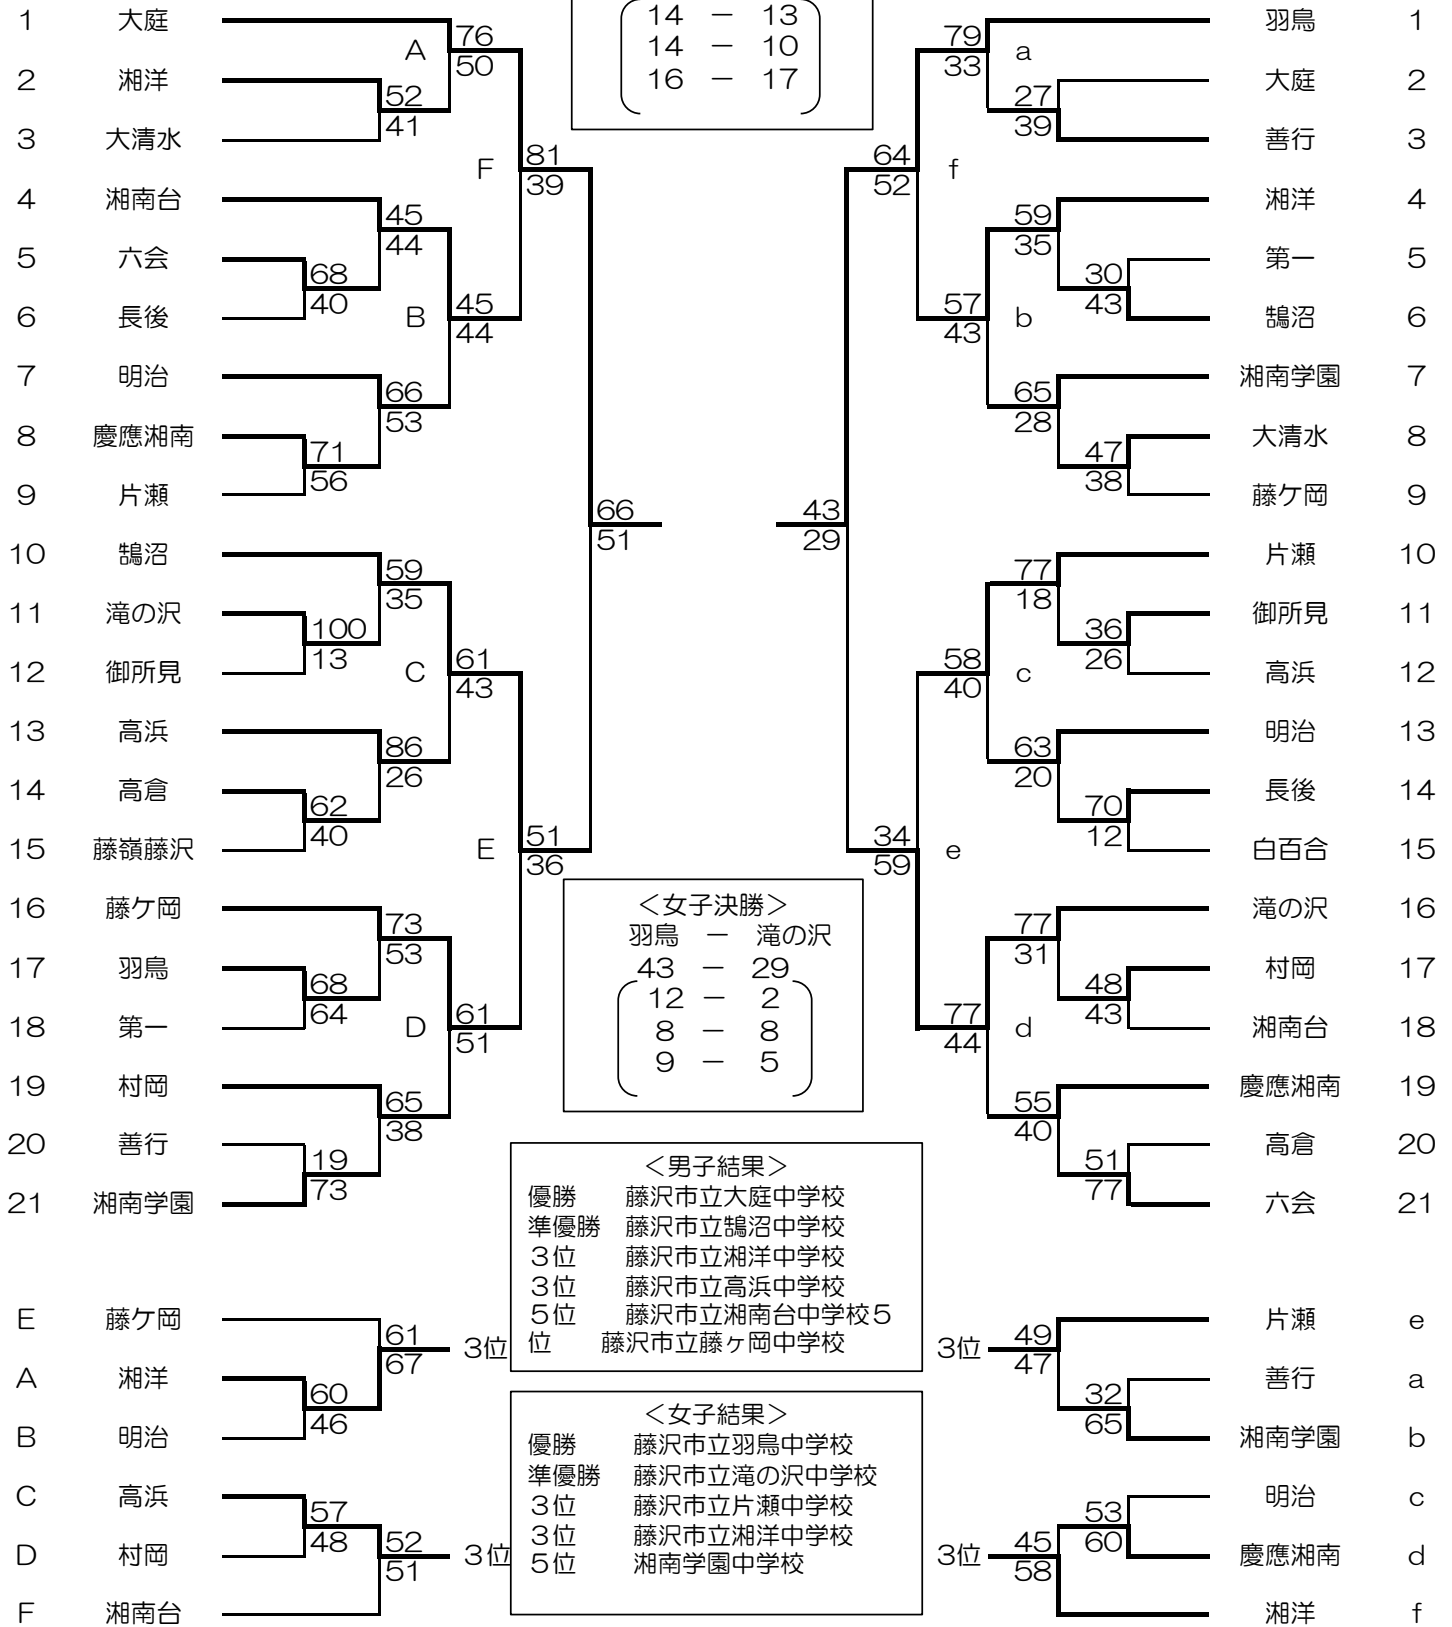 14 － 13
14 － 10
16 － 17
1 大庭
2 湘洋
3 大清水
4 湘南台
5 六会
6 長後
7 明治
8 慶應湘南
9 片瀬
10 鵠沼
11 滝の沢
12 御所見
13 高浜
14 高倉
15 藤嶺藤沢
16 藤ケ岡
17 羽鳥
18 第一
19 村岡
20 善行
21 湘南学園
68
40
71
56
100
13
62
40
68
64
19
73
52
41
45
44
66
53
59
35
86
26
73
53
65
38
A
76
50
B
45
44
C
61
43
D
61
51
F
81
39
E
51
36
66
51
43
29
64
52
f
34
59
e
79
33
a
57
43
b
58
40
c
77
44
d
27
39
59
35
65
28
77
18
63
20
77
31
55
40
30
43
47
38
36
26
70
12
48
43
51
77
羽鳥 1
大庭 2
善行 3
湘洋 4
第一 5
鵠沼 6
湘南学園 7
大清水 8
藤ケ岡 9
片瀬 10
御所見 11
高浜 12
明治 13
長後 14
白百合 15
滝の沢 16
村岡 17
湘南台 18
慶應湘南 19
高倉 20
六会 21
＜女子決勝＞
羽鳥 － 滝の沢
43 － 29
12 － 2
8 － 8
9 － 5
＜男子結果＞
優勝 藤沢市立大庭中学校
準優勝 藤沢市立鵠沼中学校
３位 藤沢市立湘洋中学校
３位 藤沢市立高浜中学校
５位 藤沢市立湘南台中学校５
位 藤沢市立藤ヶ岡中学校
＜女子結果＞
優勝 藤沢市立羽鳥中学校
準優勝 藤沢市立滝の沢中学校
３位 藤沢市立片瀬中学校
３位 藤沢市立湘洋中学校
５位 湘南学園中学校
E 藤ケ岡
A 湘洋
B 明治
60
46
61
67
3位
C 高浜
D 村岡
F 湘南台
57
48
52
51
3位
片瀬 e
善行 a
湘南学園 b
32
65
49
47
3位
明治 c
慶應湘南 d
湘洋 f
53
60
45
58
3位